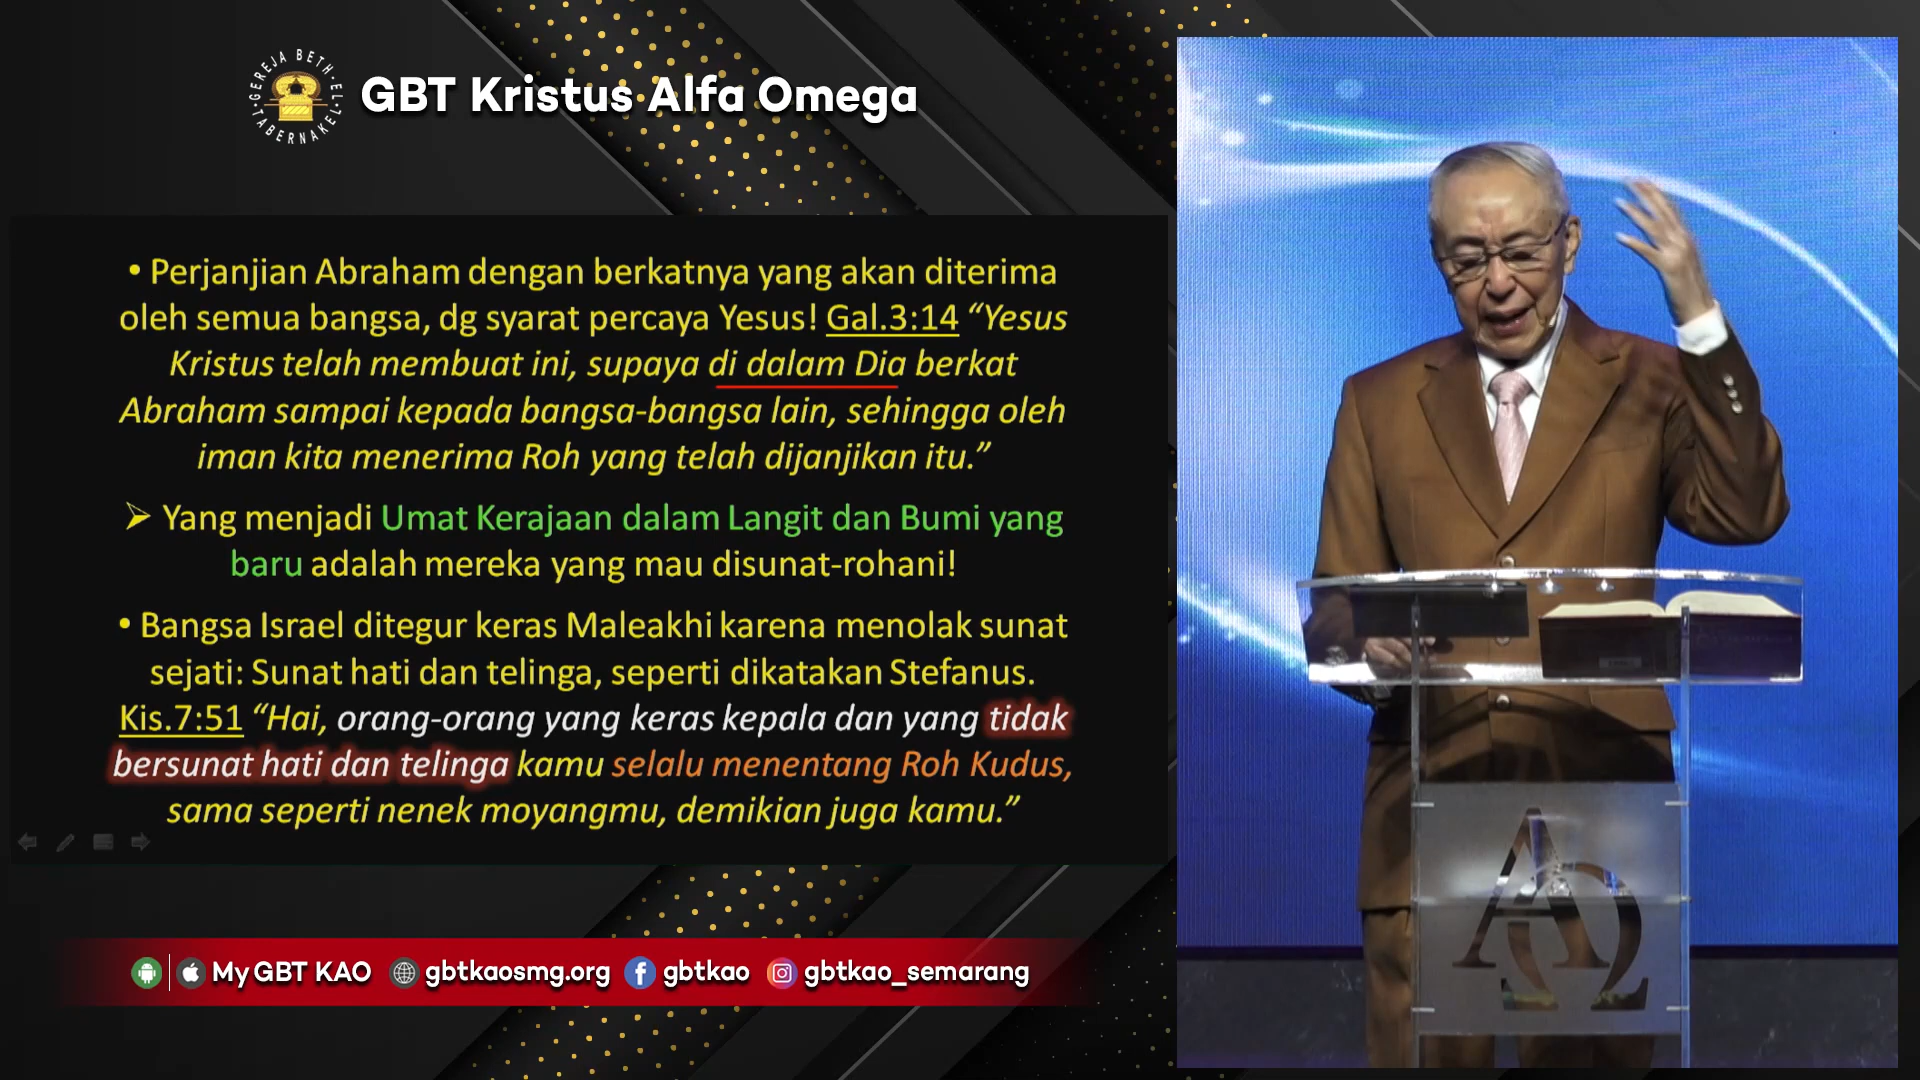 GEREJA BETH-EL TABERNAKEL
GBT Kristus Alfa Omega
• Perjanjian Abraham dengan berkatnya yang akan diterima
oleh semua bangsa, dg syarat percaya Yesus! Gal.3:14 “Yesus
Kristus telah membuat ini, supaya di dalam Dia berkat
Abraham sampai kepada bangsa-bangsa lain, sehingga oleh
iman kita menerima Roh yang telah dijanjikan itu.”
➢ Yang menjadi Umat Kerajaan dalam Langit dan Bumi yang
baru adalah mereka yang mau disunat-rohani!
• Bangsa Israel ditegur keras Maleakhi karena menolak sunat
sejati: Sunat hati dan telinga, seperti dikatakan Stefanus.
Kis.7:51 “Hai, orang-orang yang keras kepala dan yang tidak
bersunat hati dan telinga kamu selalu menentang Roh Kudus,
sama seperti nenek moyangmu, demikian juga kamu.”
My GBT KAO gbtkaosmg.org gbtkao gbtkao_semarang
ΑΩ